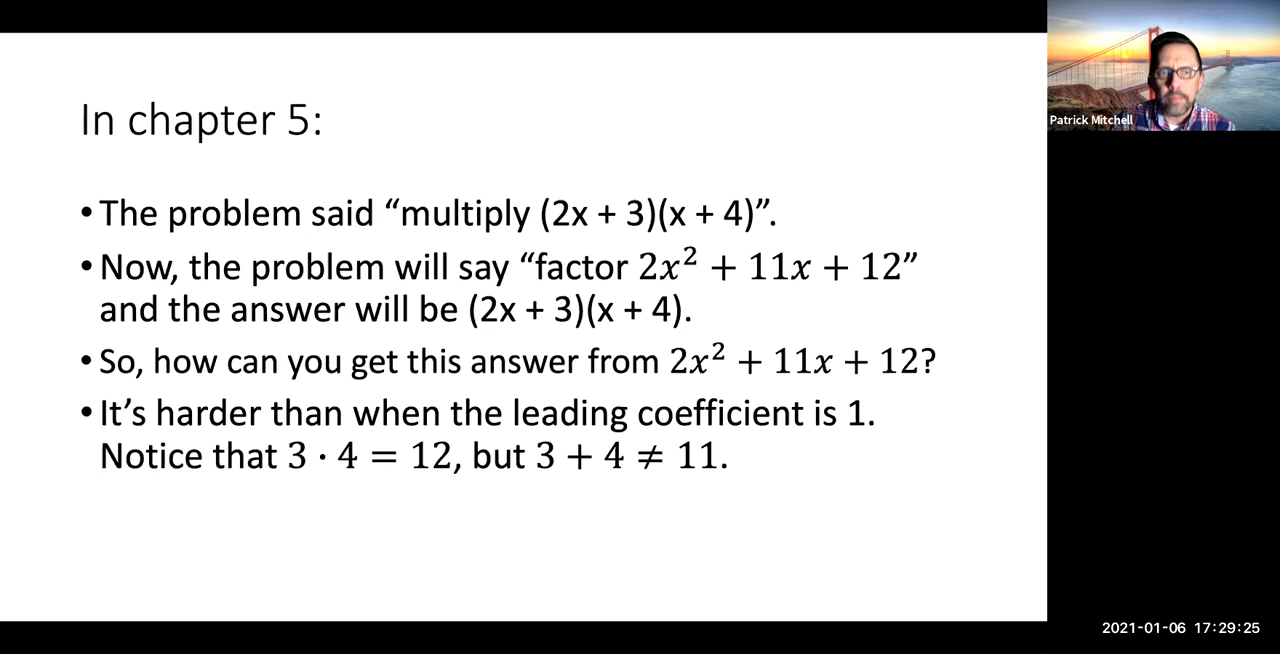 In chapter 5:
• The problem said “multiply (2x + 3)(x + 4)”.
• Now, the problem will say “factor 2𝑥² + 11𝑥 + 12”
and the answer will be (2x + 3)(x + 4).
• So, how can you get this answer from 2𝑥² + 11𝑥 + 12?
• It’s harder than when the leading coefficient is 1.
Notice that 3 · 4 = 12, but 3 + 4 ≠ 11.
Patrick Mitchell
2021-01-06 17:29:25